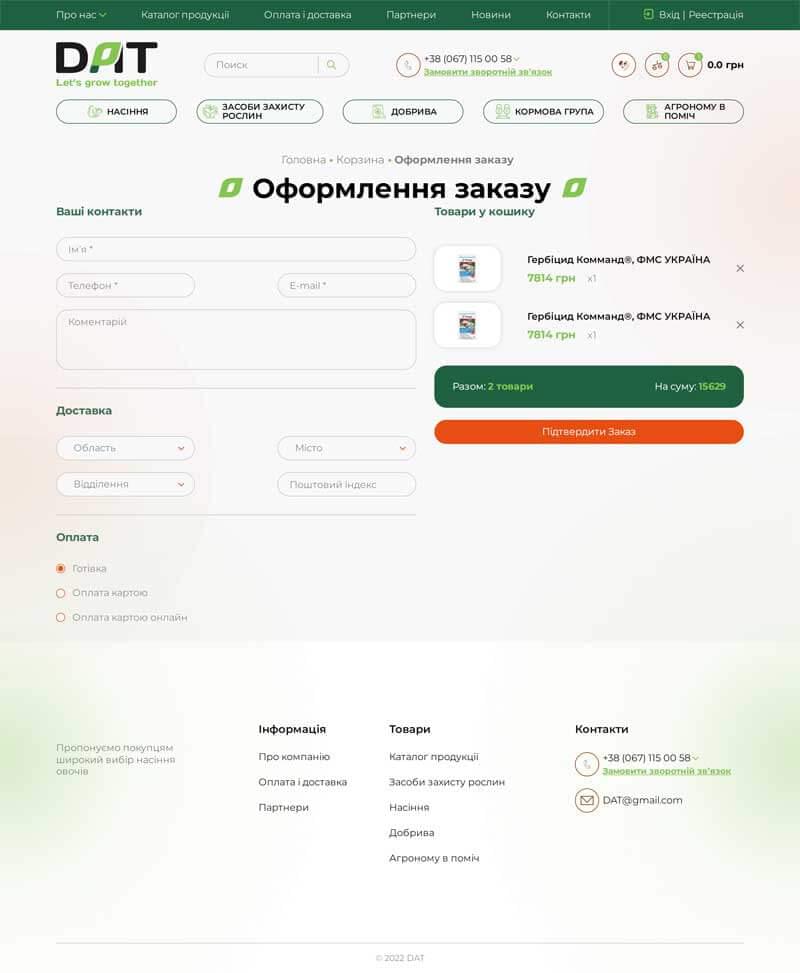 Про нас
Каталог продукції
Оплата і доставка
Партнери
Новини
Контакти
Вхід | Реестрація
DAT
Let's grow together
Поиск
+38 (067) 115 00 58
Замовити зворотній зв'язок
0.0 грн
НАСІННЯ
ЗАСОБИ ЗАХИСТУ
РОСЛИН
ДОБРИВА
КОРМОВА ГРУПА
АГРОНОМУ В
ПОМІЧ
Головна • Корзина • Оформлення заказу
Оформлення заказу
Ваші контакти
Ім'я *
Телефон *
E-mail *
Коментарій
Доставка
Область
Місто
Відділення
Поштовий індекс
Оплата
Готівка
Оплата картою
Оплата картою онлайн
Товари у кошику
Гербіцид Комманд®, ФМС УКРАЇНА
7814 грн x1
Гербіцид Комманд®, ФМС УКРАЇНА
7814 грн x1
Разом: 2 товари
На суму: 15629
Підтвердити Заказ
Пропонуємо покупцям
широкий вибір насіння
овочів
Інформація
Про компанію
Оплата і доставка
Партнери
Товари
Каталог продукції
Засоби захисту рослин
Насіння
Добрива
Агроному в поміч
Контакти
+38 (067) 115 00 58
Замовити зворотній зв'язок
DAT@gmail.com
© 2022 DAT